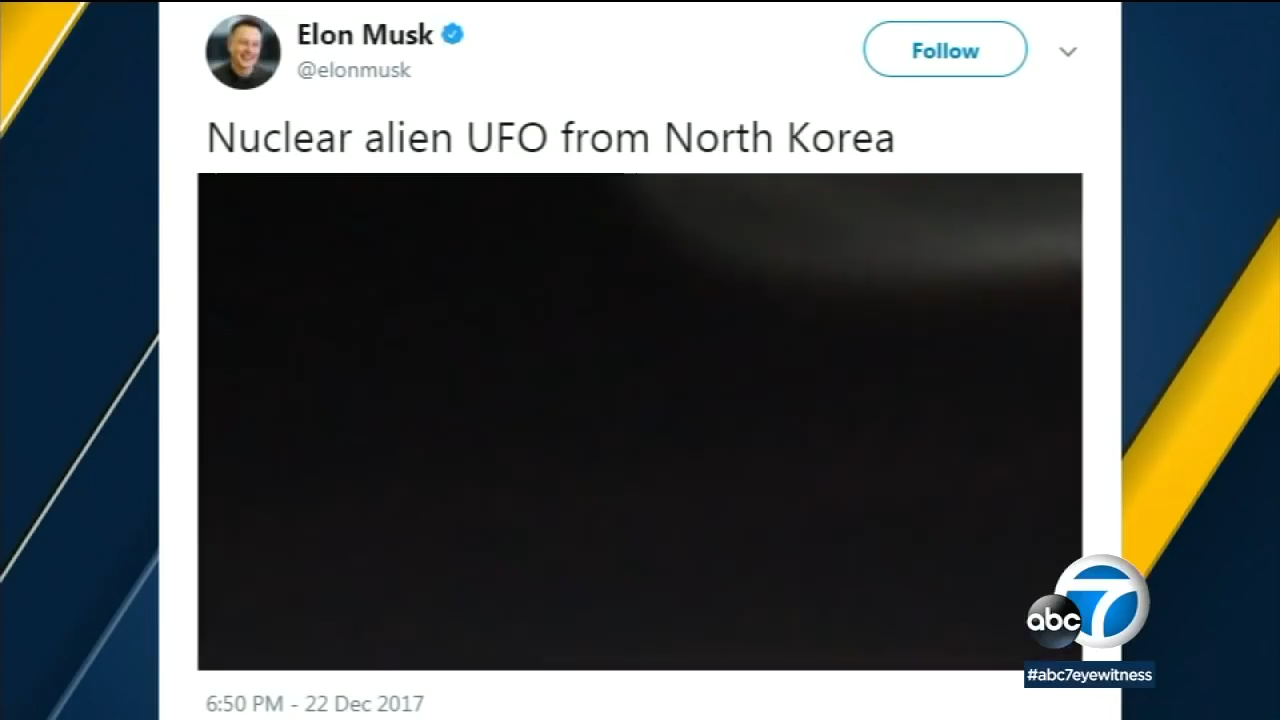 Elon Musk
@elonmusk
Follow
Nuclear alien UFO from North Korea
abc 7
#abc7eyewitness
6:50 PM - 22 Dec 2017